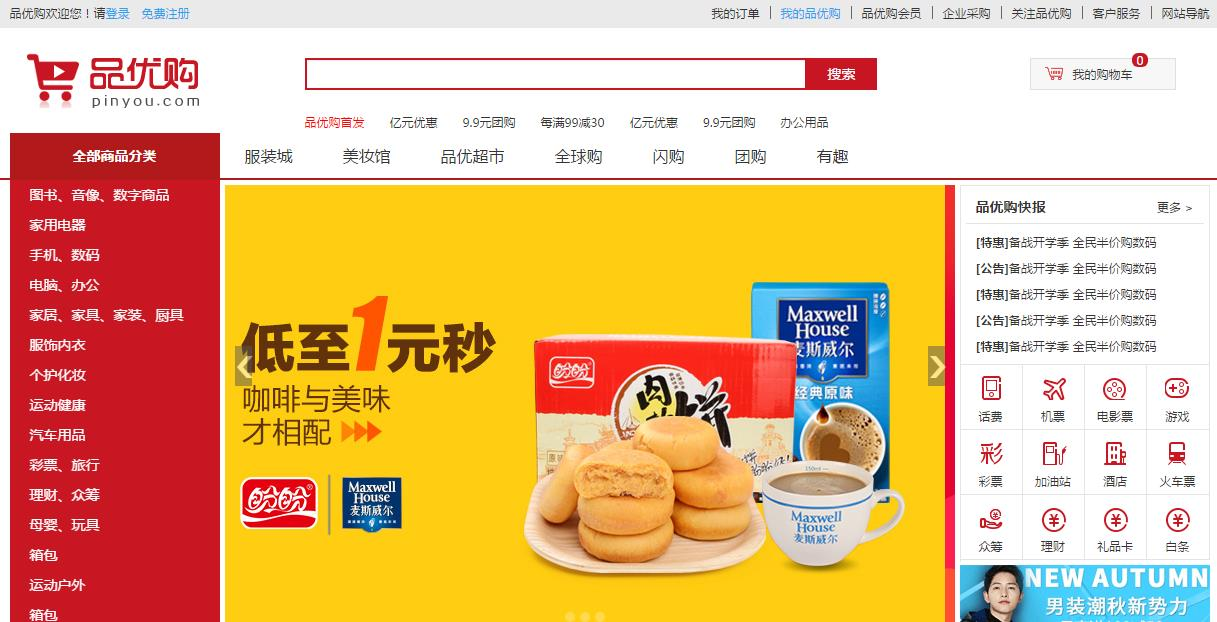 品优购欢迎您！请登录 免费注册
我的订单 我的品优购 品优购会员 企业采购 关注品优购 客户服务 网站导航
品优购
pinyou.com
搜索
我的购物车 0
品优购首发 亿元优惠 9.9元团购 每满99减30 亿元优惠 9.9元团购 办公用品
全部商品分类
服装城 美妆馆 品优超市 全球购 闪购 团购 有趣
图书、音像、数字商品
家用电器
手机、数码
电脑、办公
家居、家具、家装、厨具
服饰内衣
个护化妆
运动健康
汽车用品
彩票、旅行
理财、众筹
母婴、玩具
箱包
运动户外
箱包
低至1元秒
咖啡与美味
才相配
盼盼
Maxwell
House
麦斯威尔
盼盼
肉松饼
Maxwell
House
麦斯威尔
经典原味
150ml
Maxwell
House
麦斯威尔
品优购快报 更多 >
[特惠]备战开学季 全民半价购数码
[公告]备战开学季 全民半价购数码
[特惠]备战开学季 全民半价购数码
[公告]备战开学季 全民半价购数码
[特惠]备战开学季 全民半价购数码
话费 机票 电影票 游戏
彩票 加油站 酒店 火车票
众筹 理财 礼品卡 白条
NEW AUTUMN
男装潮秋新势力